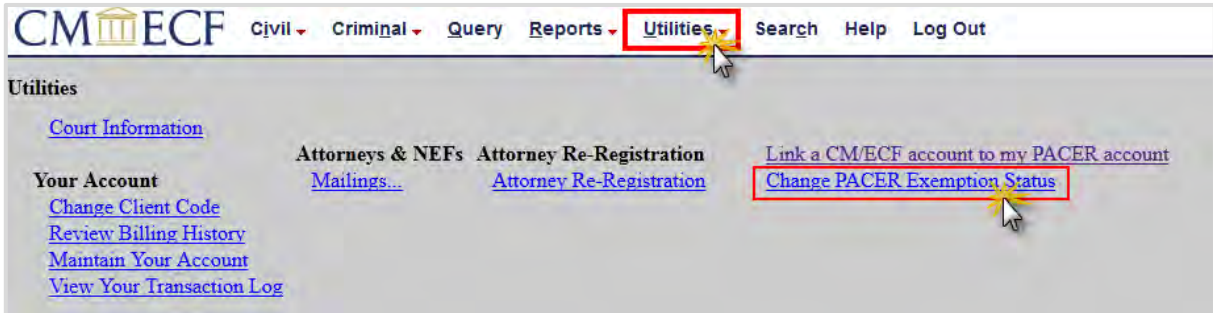 CM ECF Civil Criminal Query Reports Utilities Search Help Log Out
Utilities
Court Information
Attorneys & NEFs Attorney Re-Registration Link a CM/ECF account to my PACER account
Your Account Mailings... Attorney Re-Registration Change PACER Exemption Status
Change Client Code
Review Billing History
Maintain Your Account
View Your Transaction Log